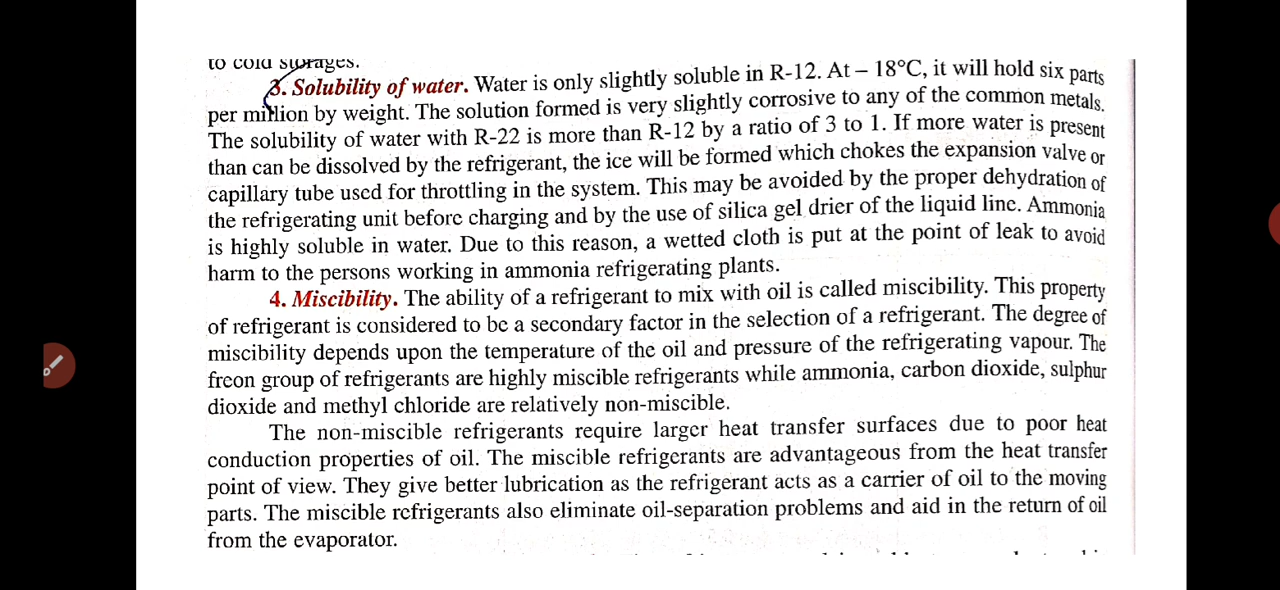 to cold storages.
3. Solubility of water. Water is only slightly soluble in R-12. At – 18°C, it will hold six parts
per million by weight. The solution formed is very slightly corrosive to any of the common metals.
The solubility of water with R-22 is more than R-12 by a ratio of 3 to 1. If more water is present
than can be dissolved by the refrigerant, the ice will be formed which chokes the expansion valve or
capillary tube used for throttling in the system. This may be avoided by the proper dehydration of
the refrigerating unit before charging and by the use of silica gel drier of the liquid line. Ammonia
is highly soluble in water. Due to this reason, a wetted cloth is put at the point of leak to avoid
harm to the persons working in ammonia refrigerating plants.
4. Miscibility. The ability of a refrigerant to mix with oil is called miscibility. This property
of refrigerant is considered to be a secondary factor in the selection of a refrigerant. The degree of
miscibility depends upon the temperature of the oil and pressure of the refrigerating vapour. The
freon group of refrigerants are highly miscible refrigerants while ammonia, carbon dioxide, sulphur
dioxide and methyl chloride are relatively non-miscible.
The non-miscible refrigerants require larger heat transfer surfaces due to poor heat
conduction properties of oil. The miscible refrigerants are advantageous from the heat transfer
point of view. They give better lubrication as the refrigerant acts as a carrier of oil to the moving
parts. The miscible refrigerants also eliminate oil-separation problems and aid in the return of oil
from the evaporator.